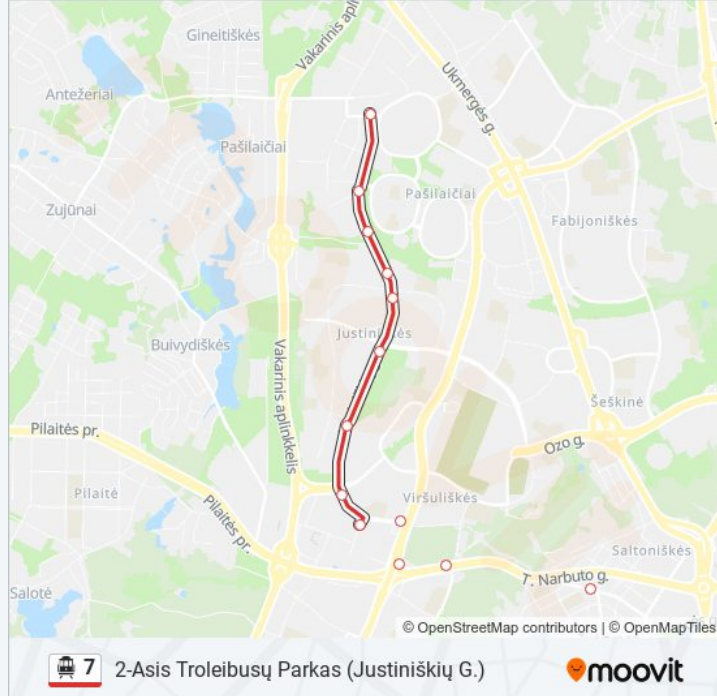 Gineitiškės
Vakarinis apl
Antežeriai
Ukmergės g.
Pašilaičiai
Zujūnai
Pašilaičiai
Fabijoniškės
Justiniškės
Buivydiškės
Vakarinis aplinkkelis
Šeškinė
Pilaitės pr.
Ozo g.
Pilaitė
Viršuliškės
Pilaitės pr.
Saltoniškės
T. Narbuto g.
Salotė
© OpenStreetMap contributors | © OpenMapTiles
7 2-Asis Troleibusų Parkas (Justiniškių G.) moovit